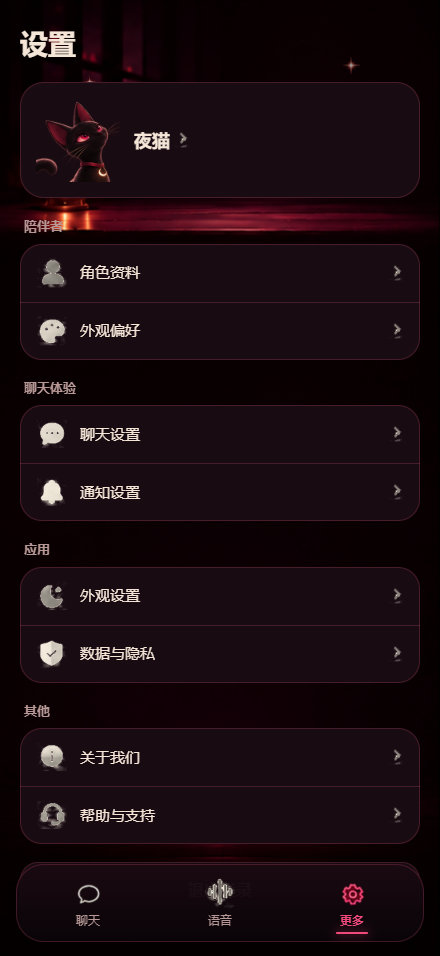 设置
夜猫
陪伴者
角色资料
外观偏好
聊天体验
聊天设置
通知设置
应用
外观设置
数据与隐私
其他
关于我们
帮助与支持
聊天
语音
更多